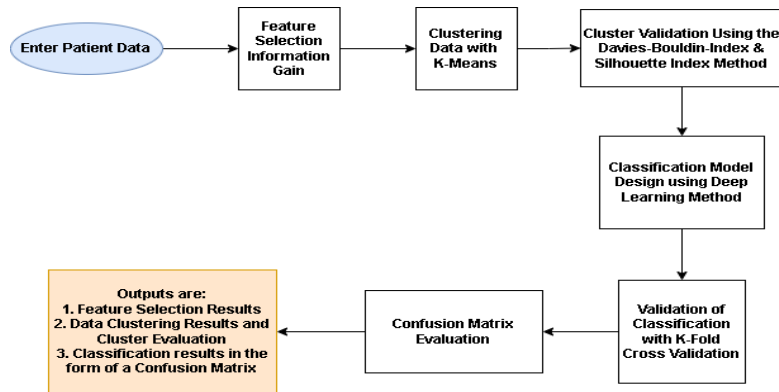 Enter Patient Data
Feature
Selection
Information
Gain
Clustering
Data with
K-Means
Cluster Validation Using the
Davies-Bouldin-Index &
Silhouette Index Method
Classification Model
Design using Deep
Learning Method
Validation of
Classification
with K-Fold
Cross Validation
Confusion Matrix
Evaluation
Outputs are:
1. Feature Selection Results
2. Data Clustering Results and
Cluster Evaluation
3. Classification results in the
form of a Confusion Matrix